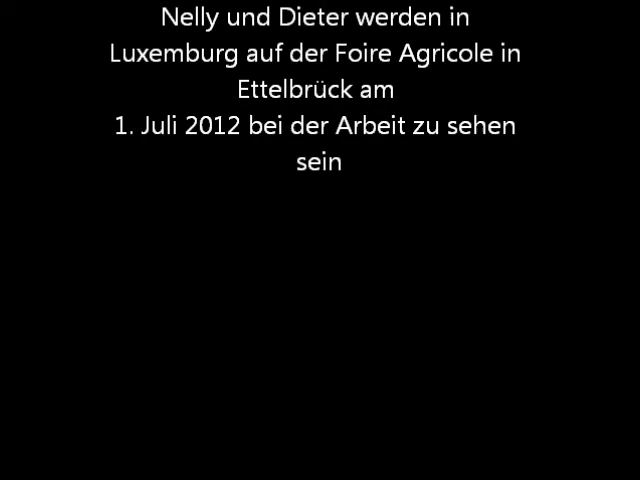 Nelly und Dieter werden in
Luxemburg auf der Foire Agricole in
Ettelbrück am
1. Juli 2012 bei der Arbeit zu sehen
sein